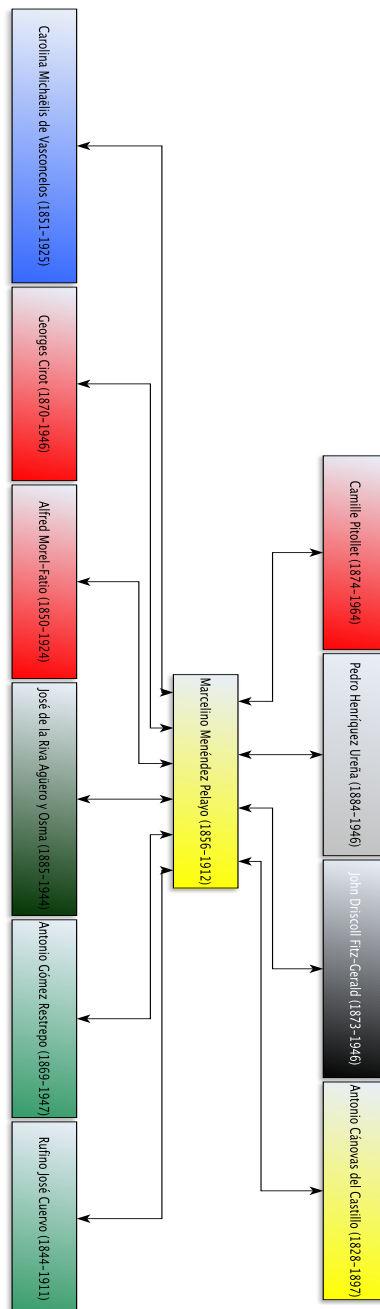 Camille Pitollet (1874–1964)
Pedro Henríquez Ureña (1884–1946)
John Driscoll Fitz-Gerald (1873–1946)
Antonio Cánovas del Castillo (1828–1897)
Marcelino Menéndez Pelayo (1856–1912)
Carolina Michaëlis de Vasconcelos (1851–1925)
Georges Cirot (1870–1946)
Alfred Morel-Fatio (1850–1924)
José de la Riva Agüero y Osma (1885–1944)
Antonio Gómez Restrepo (1869–1947)
Rufino José Cuervo (1844–1911)